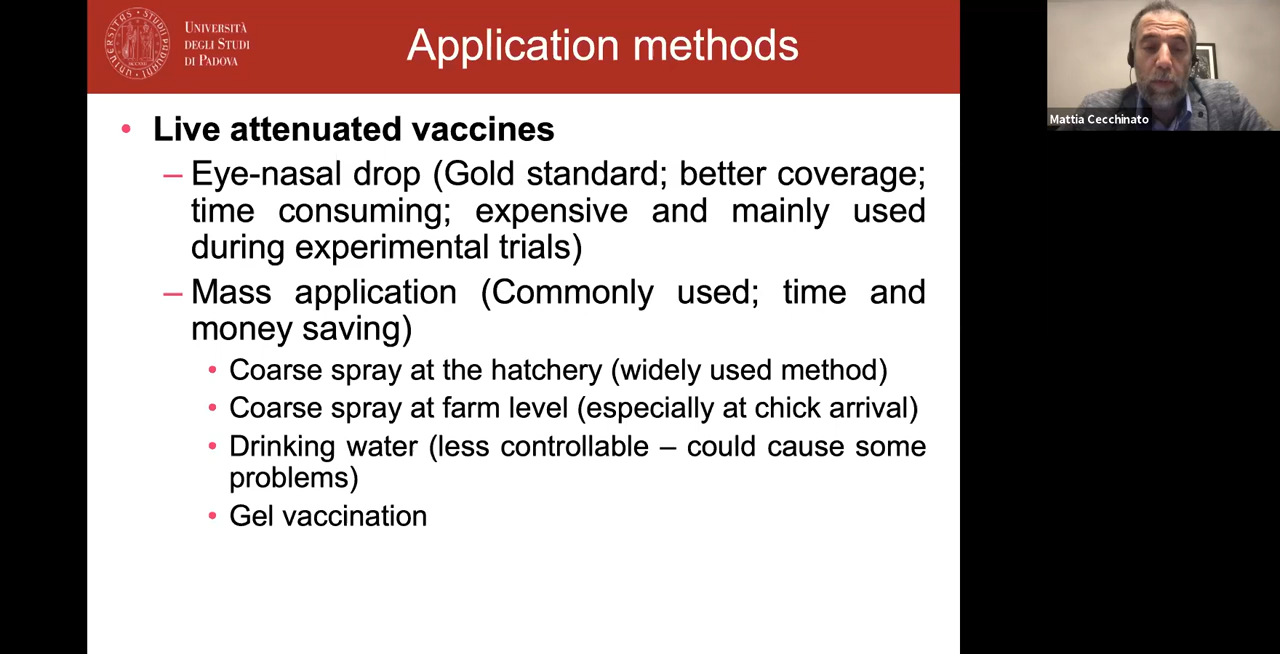 UNIVERSITÀ
DEGLI STUDI
DI PADOVA
Application methods
• Live attenuated vaccines
– Eye-nasal drop (Gold standard; better coverage;
time consuming; expensive and mainly used
during experimental trials)
– Mass application (Commonly used; time and
money saving)
• Coarse spray at the hatchery (widely used method)
• Coarse spray at farm level (especially at chick arrival)
• Drinking water (less controllable – could cause some
problems)
• Gel vaccination
Mattia Cecchinato